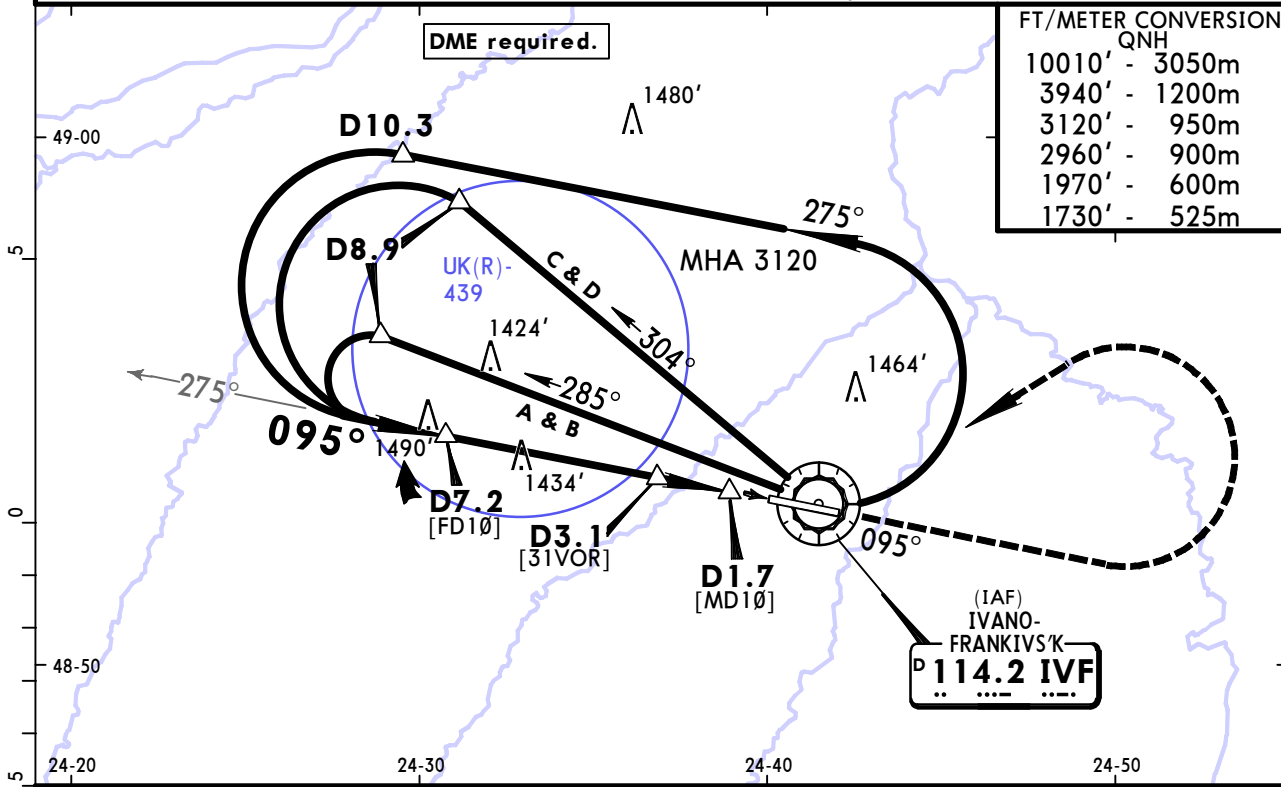 DME required.
FT/METER CONVERSION
QNH
10010' - 3050m
3940' - 1200m
3120' - 950m
2960' - 900m
1970' - 600m
1730' - 525m
1480'
D10.3
49-00
275°
MHA 3120
D8.9
UK(R)-
439
C & D
5
304°
1424'
1464'
275°
285°
A & B
095°
1490'
1434'
D7.2
[FD1Ø]
0
D3.1
[31VOR]
095°
D1.7
[MD1Ø]
(IAF)
IVANO-
FRANKIVS'K
D 114.2 IVF
48-50
5
24-20
24-30
24-40
24-50